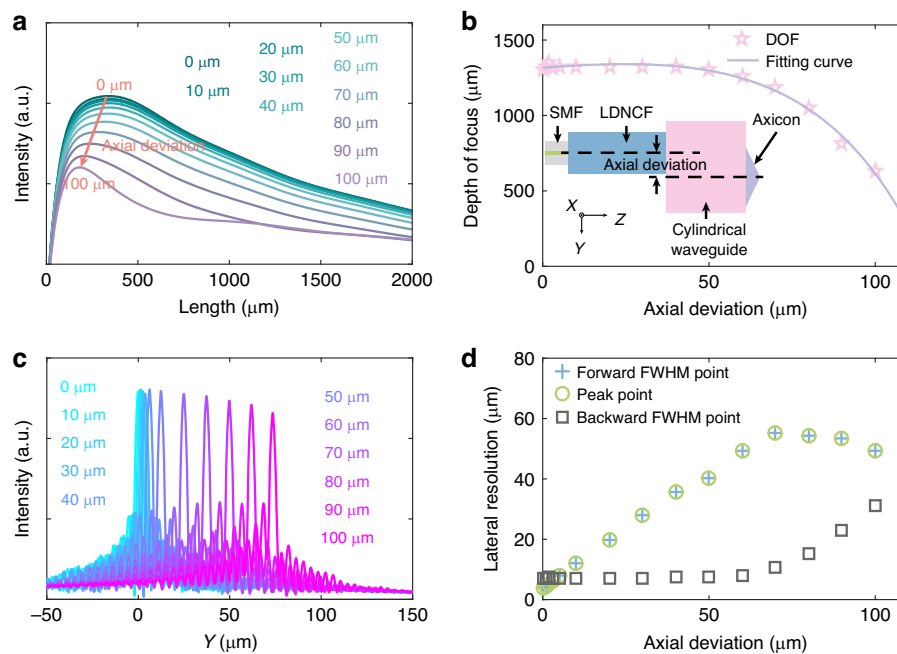 a
Intensity (a.u.)
0 μm
10 μm
20 μm
30 μm
40 μm
50 μm
60 μm
70 μm
80 μm
90 μm
100 μm
0 μm
Axial deviation
100 μm
0
500
1000
1500
2000
Length (μm)
b
Depth of focus
1500
1000
500
0
DOF
Fitting curve
SMF
LDNCF
Axicon
Axial deviation
X
Z
Y
Cylindrical
waveguide
0
50
100
Axial deviation (μm)
c
Intensity (a.u.)
0 μm
10 μm
20 μm
30 μm
40 μm
50 μm
60 μm
70 μm
80 μm
90 μm
100 μm
–50
0
50
100
150
Y (μm)
d
Lateral resolution (μm)
80
60
40
20
0
Forward FWHM point
Peak point
Backward FWHM point
0
50
100
Axial deviation (μm)